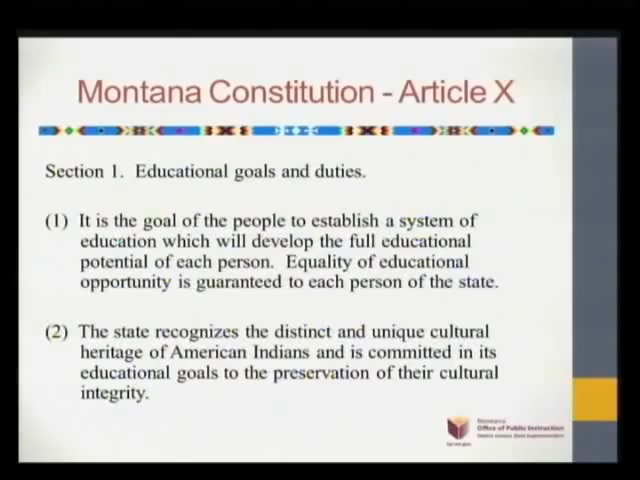 Montana Constitution - Article X
Section 1. Educational goals and duties.
(1) It is the goal of the people to establish a system of
education which will develop the full educational
potential of each person. Equality of educational
opportunity is guaranteed to each person of the state.
(2) The state recognizes the distinct and unique cultural
heritage of American Indians and is committed in its
educational goals to the preservation of their cultural
integrity.
Montana
Office of Public Instruction